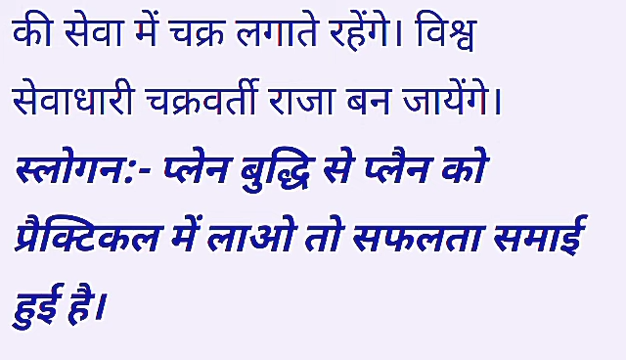 की सेवा में चक्र लगाते रहेंगे। विश्व
सेवाधारी चक्रवर्ती राजा बन जायेंगे।
स्लोगन:- प्लेन बुद्धि से प्लैन को
प्रैक्टिकल में लाओ तो सफलता समाई
हुई है।